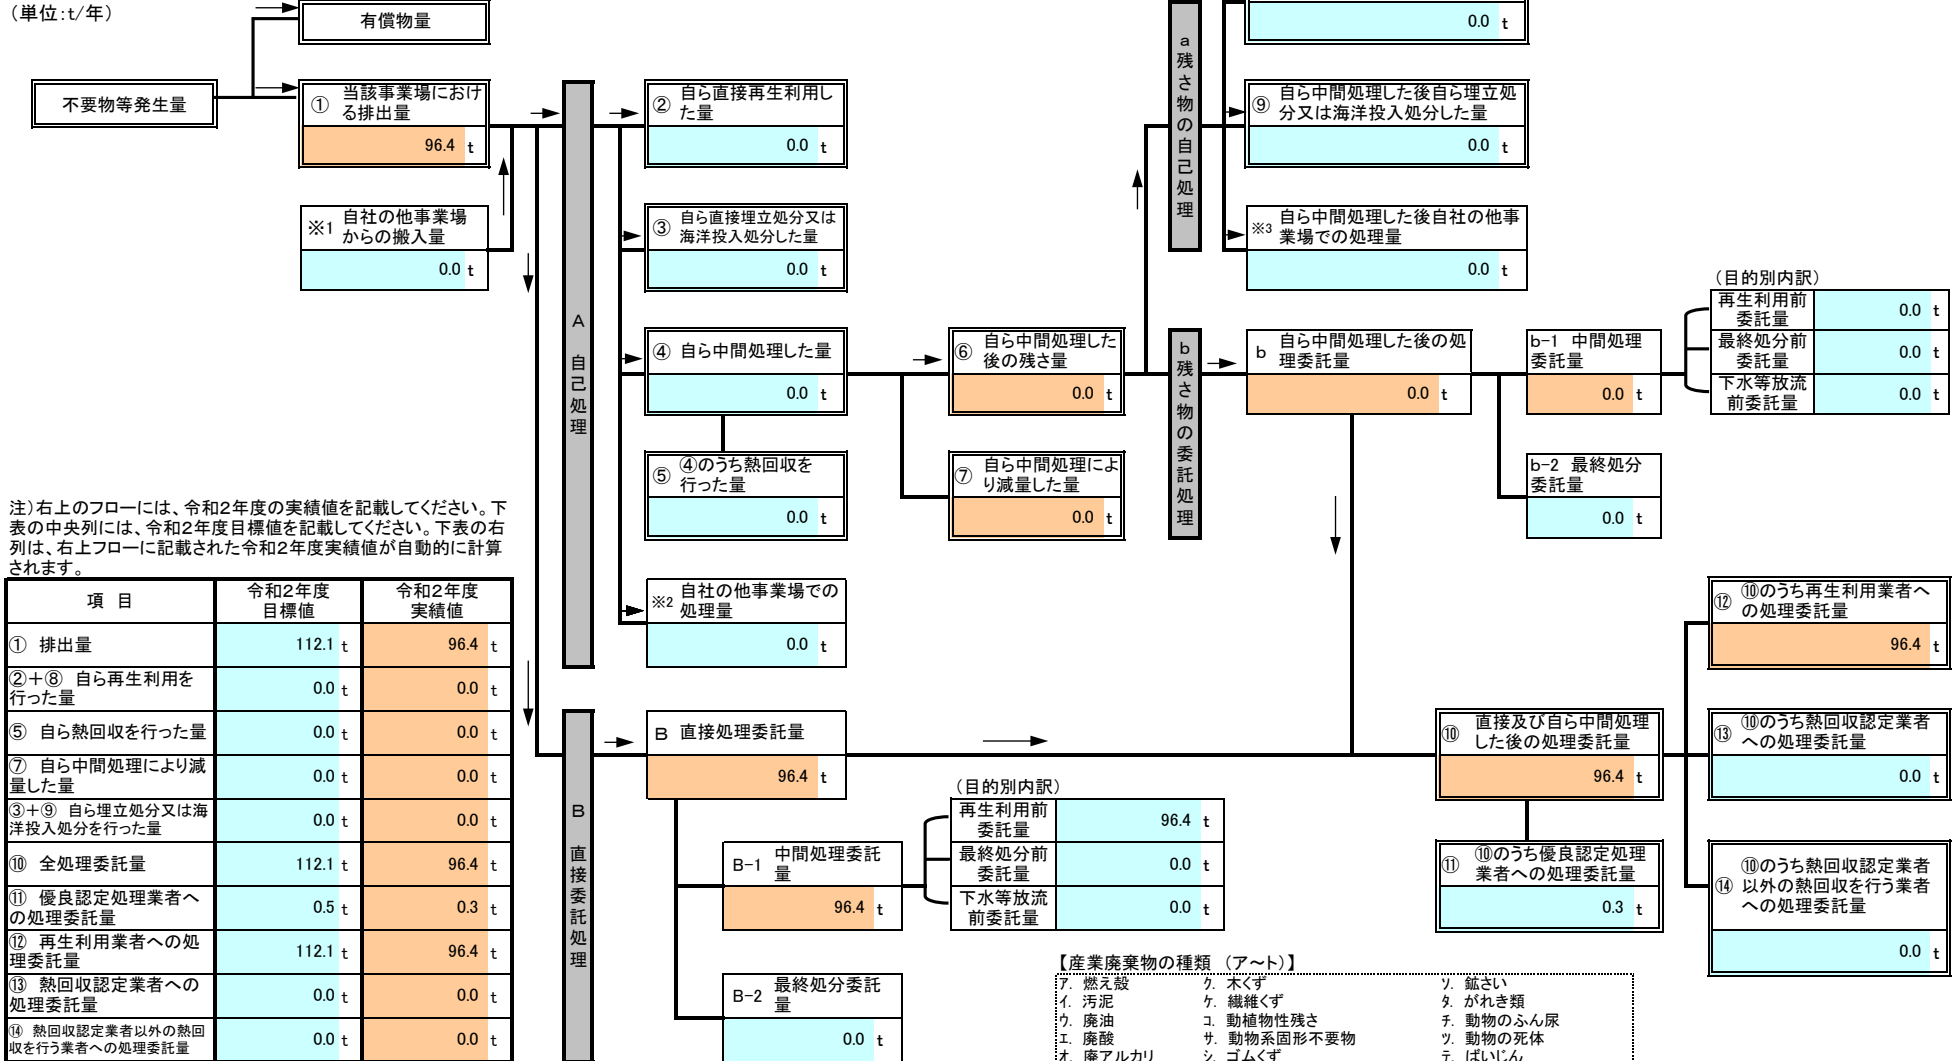 （単位：t/年）
有償物量
不要物等発生量
① 当該事業場におけ
る排出量
96.4 t
※1 自社の他事業場
からの搬入量
0.0 t
A 自己処理
② 自ら直接再生利用し
た量
0.0 t
③ 自ら直接埋立処分又は
海洋投入処分した量
0.0 t
④ 自ら中間処理した量
0.0 t
⑤ ④のうち熱回収を
行った量
0.0 t
※2 自社の他事業場での
処理量
0.0 t
⑥ 自ら中間処理した
後の残さ量
0.0 t
⑦ 自ら中間処理によ
り減量した量
0.0 t
a残さ物の自己処理
0.0 t
⑨ 自ら中間処理した後自ら埋立処
分又は海洋投入処分した量
0.0 t
※3 自ら中間処理した後自社の他事
業場での処理量
0.0 t
b残さ物の委託処理
b 自ら中間処理した後の処
理委託量
0.0 t
b-1 中間処理
委託量
0.0 t
b-2 最終処分
委託量
0.0 t
（目的別内訳）
再生利用前
委託量 0.0 t
最終処分前
委託量 0.0 t
下水等放流
前委託量 0.0 t
注）右上のフローには、令和２年度の実績値を記載してください。下
表の中央列には、令和２年度目標値を記載してください。下表の右
列は、右上フローに記載された令和２年度実績値が自動的に計算
されます。
項 目 令和２年度
目標値 令和２年度
実績値
① 排出量 112.1 t 96.4 t
②＋⑧ 自ら再生利用を
行った量 0.0 t 0.0 t
⑤ 自ら熱回収を行った量 0.0 t 0.0 t
⑦ 自ら中間処理により減
量した量 0.0 t 0.0 t
③＋⑨ 自ら埋立処分又は海
洋投入処分を行った量 0.0 t 0.0 t
⑩ 全処理委託量 112.1 t 96.4 t
⑪ 優良認定処理業者へ
の処理委託量 0.5 t 0.3 t
⑫ 再生利用業者への処
理委託量 112.1 t 96.4 t
⑬ 熱回収認定業者への
処理委託量 0.0 t 0.0 t
⑭ 熱回収認定業者以外の熱回
収を行う業者への処理委託量 0.0 t 0.0 t
B 直接委託処理
B 直接処理委託量
96.4 t
B-1 中間処理委託
量
96.4 t
B-2 最終処分委託
量
0.0 t
（目的別内訳）
再生利用前
委託量 96.4 t
最終処分前
委託量 0.0 t
下水等放流
前委託量 0.0 t
⑩ 直接及び自ら中間処理
した後の処理委託量
96.4 t
⑪ ⑩のうち優良認定処理
業者への処理委託量
0.3 t
⑫ ⑩のうち再生利用業者へ
の処理委託量
96.4 t
⑬ ⑩のうち熱回収認定業者
への処理委託量
0.0 t
⑭ ⑩のうち熱回収認定業者
以外の熱回収を行う業者
への処理委託量
0.0 t
【産業廃棄物の種類 （ア～ト）】
ｱ. 燃え殻 ｸ. 木くず ｿ. 鉱さい
ｲ. 汚泥 ｹ. 繊維くず ﾀ. がれき類
ｳ. 廃油 ｺ. 動植物性残さ ﾁ. 動物のふん尿
ｴ. 廃酸 ｻ. 動物系固形不要物 ﾂ. 動物の死体
ｵ. 廃アルカリ ｼ. ゴムくず ﾃ. ばいじん